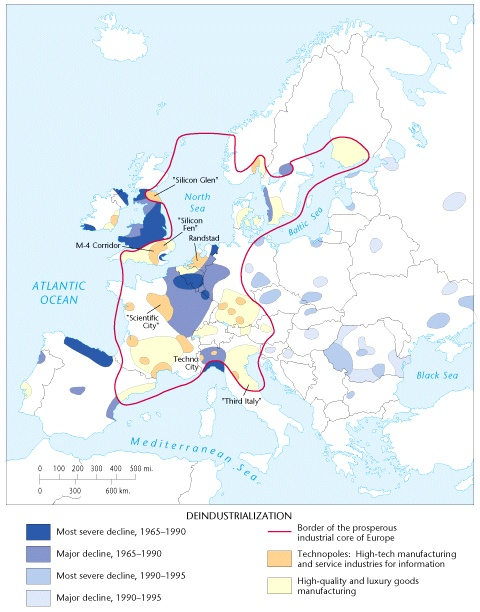 "Silicon Glen"
North
Sea
"Silicon
Fen"
Randstad
M-4 Corridor
Baltic Sea
ATLANTIC
OCEAN
"Scientific
City"
Techno
City
"Third Italy"
Black Sea
Mediterranean Sea
0 100 200 300 400 500 mi.
0 300 600 km.
DEINDUSTRIALIZATION
Most severe decline, 1965–1990
Major decline, 1965–1990
Most severe decline, 1990–1995
Major decline, 1990–1995
Border of the prosperous
industrial core of Europe
Technopoles: High-tech manufacturing
and service industries for information
High-quality and luxury goods
manufacturing